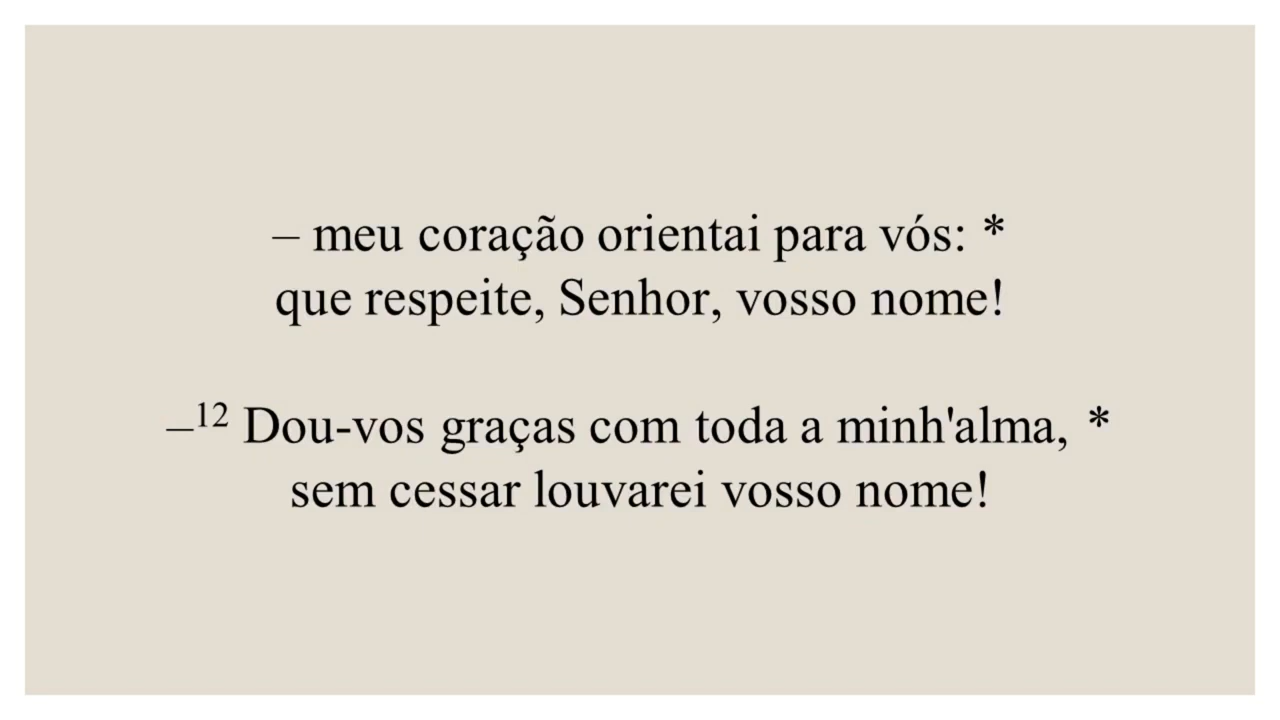 – meu coração orientai para vós: *
que respeite, Senhor, vosso nome!
–¹² Dou-vos graças com toda a minh'alma, *
sem cessar louvarei vosso nome!